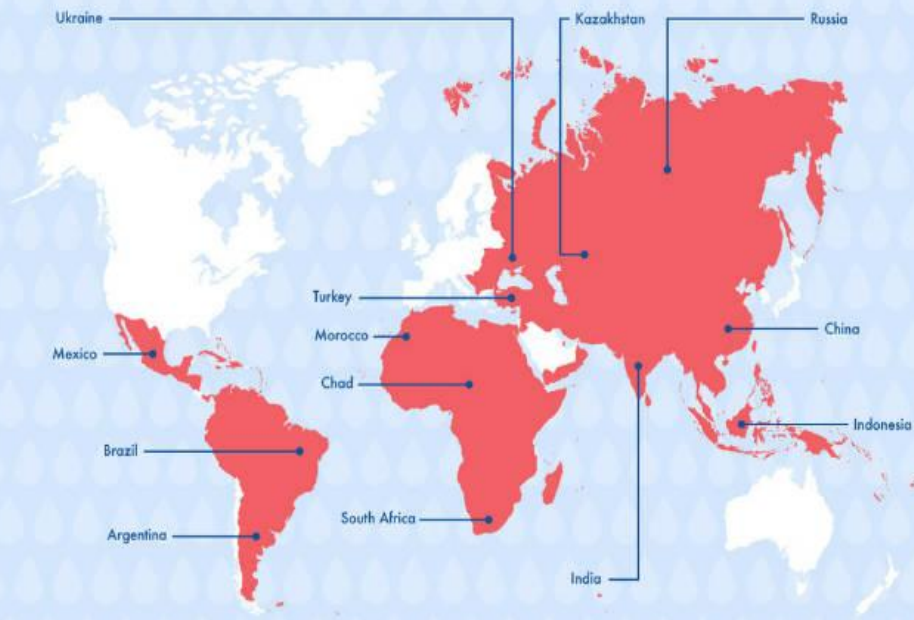 Ukraine
Kazakhstan
Russia
Turkey
Morocco
China
Mexico
Chad
Indonesia
Brazil
South Africa
Argentina
India